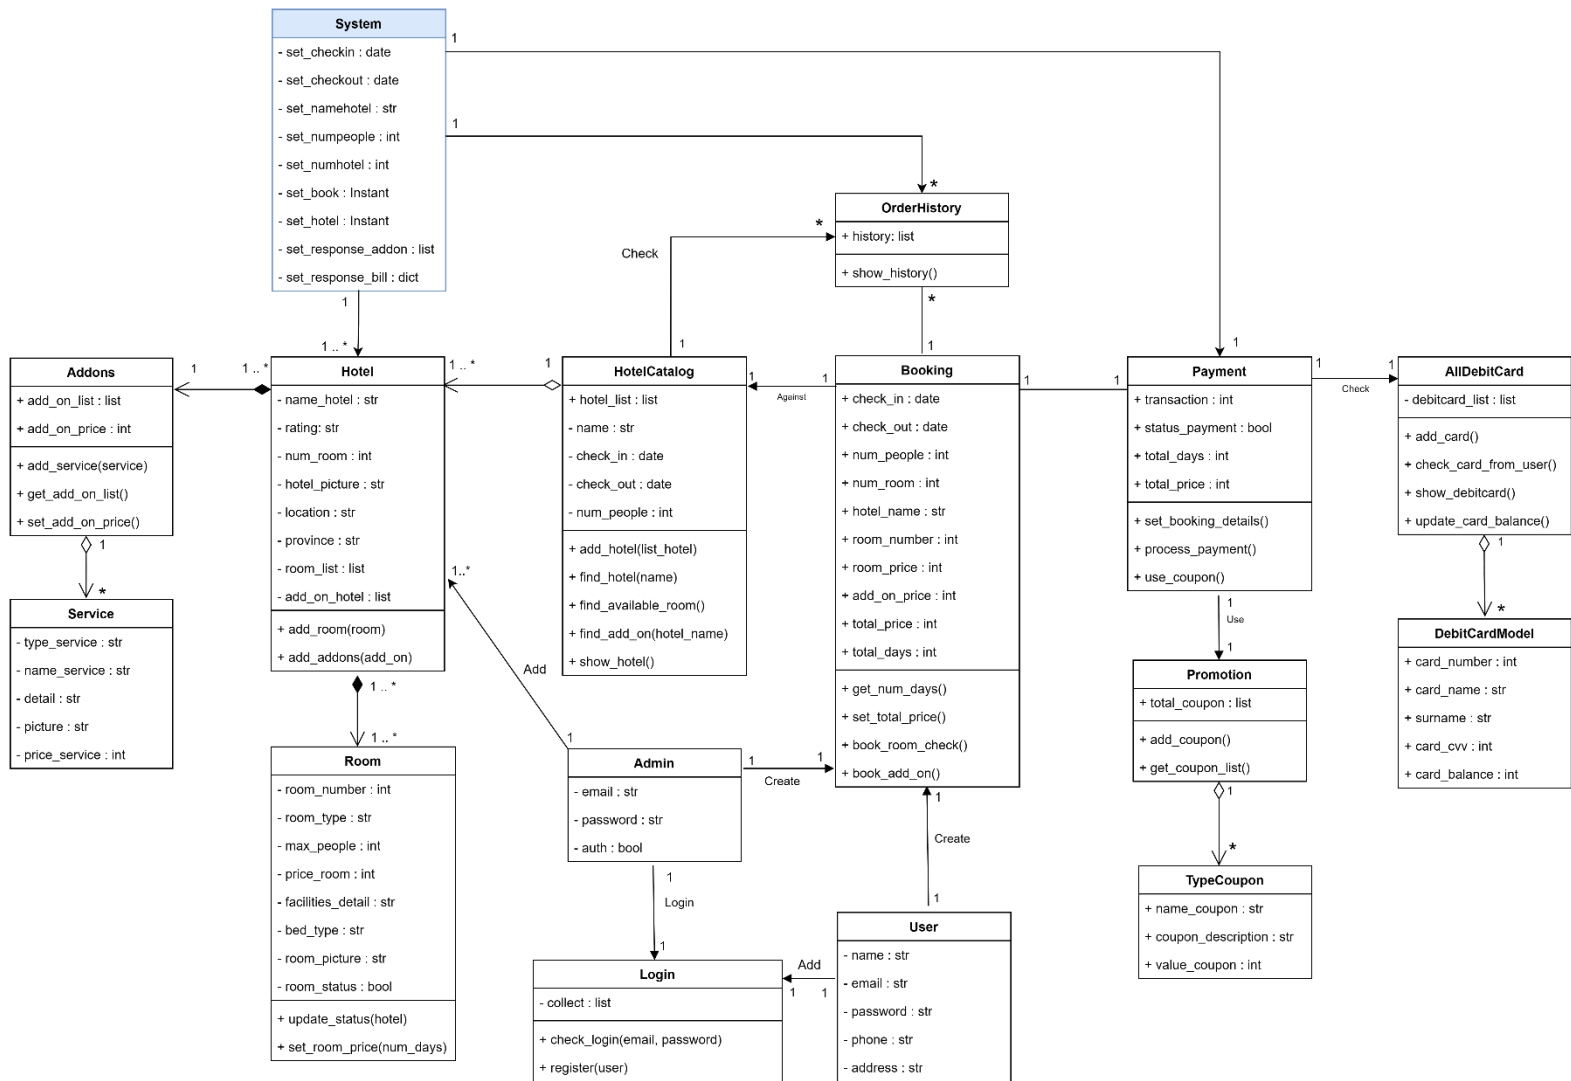 System
- set_checkin : date
- set_checkout : date
- set_namehotel : str
- set_numpeople : int
- set_numhotel : int
- set_book : Instant
- set_hotel : Instant
- set_response_addon : list
- set_response_bill : dict
1
1
1
1 .. *
1
*
*
Check
1
OrderHistory
+ history: list
+ show_history()
*
1
Addons
+ add_on_list : list
+ add_on_price : int
+ add_service(service)
+ get_add_on_list()
+ set_add_on_price()
1
1 .. *
1
*
Service
- type_service : str
- name_service : str
- detail : str
- picture : str
- price_service : int
Hotel
- name_hotel : str
- rating: str
- num_room : int
- hotel_picture : str
- location : str
- province : str
- room_list : list
- add_on_hotel : list
+ add_room(room)
+ add_addons(add_on)
1 .. *
1
1..*
Add
1
1 .. *
1 .. *
Room
- room_number : int
- room_type : str
- max_people : int
- price_room : int
- facilities_detail : str
- bed_type : str
- room_picture : str
- room_status : bool
+ update_status(hotel)
+ set_room_price(num_days)
HotelCatalog
+ hotel_list : list
- name : str
- check_in : date
- check_out : date
- num_people : int
+ add_hotel(list_hotel)
+ find_hotel(name)
+ find_available_room()
+ find_add_on(hotel_name)
+ show_hotel()
1
Against
1
Booking
+ check_in : date
+ check_out : date
+ num_people : int
+ num_room : int
+ hotel_name : str
+ room_number : int
+ room_price : int
+ add_on_price : int
+ total_price : int
+ total_days : int
+ get_num_days()
+ set_total_price()
+ book_room_check()
+ book_add_on()
1
1
Payment
+ transaction : int
+ status_payment : bool
+ total_days : int
+ total_price : int
+ set_booking_details()
+ process_payment()
+ use_coupon()
1
Check
1
AllDebitCard
- debitcard_list : list
+ add_card()
+ check_card_from_user()
+ show_debitcard()
+ update_card_balance()
1
*
DebitCardModel
+ card_number : int
+ card_name : str
+ surname : str
+ card_cvv : int
+ card_balance : int
1
Use
1
Promotion
+ total_coupon : list
+ add_coupon()
+ get_coupon_list()
1
*
TypeCoupon
+ name_coupon : str
+ coupon_description : str
+ value_coupon : int
Admin
- email : str
- password : str
- auth : bool
1
Create
1
1
Create
1
1
Login
1
Login
- collect : list
+ check_login(email, password)
+ register(user)
Add
1
1
User
- name : str
- email : str
- password : str
- phone : str
- address : str